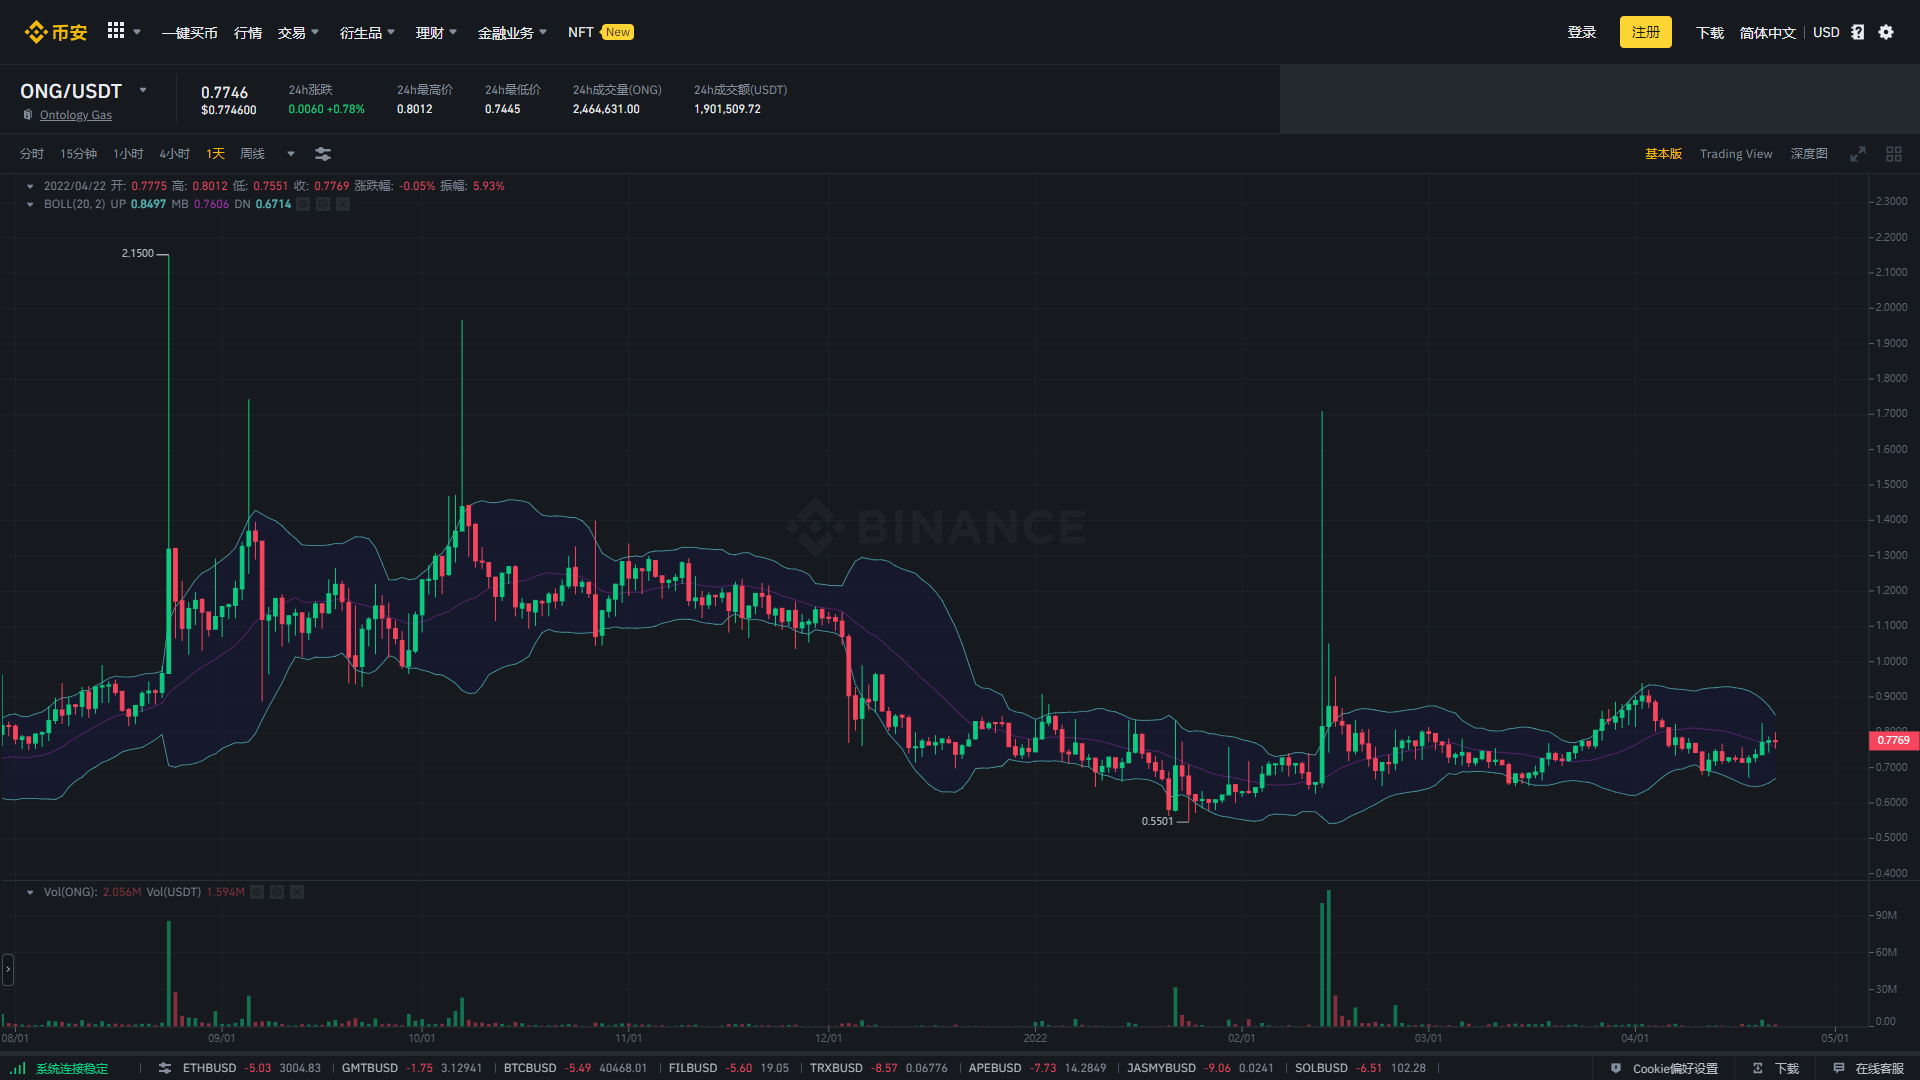 币安 一键买币 行情 交易 衍生品 理财 金融业务 NFT New 登录 注册 下载 简体中文 USD
ONG/USDT 0.7746 24h涨跌 24h最高价 24h最低价 24h成交量(ONG) 24h成交额(USDT)
Ontology Gas $0.774600 0.0060 +0.78% 0.8012 0.7445 2,464,631.00 1,901,509.72
分时 15分钟 1小时 4小时 1天 周线 基本版 Trading View 深度图
2022/04/22 开: 0.7775 高: 0.8012 低: 0.7551 收: 0.7769 涨跌幅: -0.05% 振幅: 5.93%
BOLL(20, 2) UP 0.8497 MB 0.7606 DN 0.6714
2.3000
2.2000
2.1500
2.1000
2.0000
1.9000
1.8000
1.7000
1.6000
1.5000
BINANCE
1.4000
1.3000
1.2000
1.1000
1.0000
0.9000
0.8000
0.7769
0.7000
0.6000
0.5501
0.5000
0.4000
Vol(ONG): 2.056M Vol(USDT) 1.594M
90M
60M
30M
0.00
08/01 09/01 10/01 11/01 12/01 2022 02/01 03/01 04/01 05/01
系统连接稳定 ETHBUSD -5.03 3004.83 GMTBUSD -1.75 3.12941 BTCBUSD -5.49 40468.01 FILBUSD -5.60 19.05 TRXBUSD -8.57 0.06776 APEBUSD -7.73 14.2849 JASMYBUSD -9.06 0.0241 SOLBUSD -6.51 102.28 Cookie偏好设置 下载 在线客服